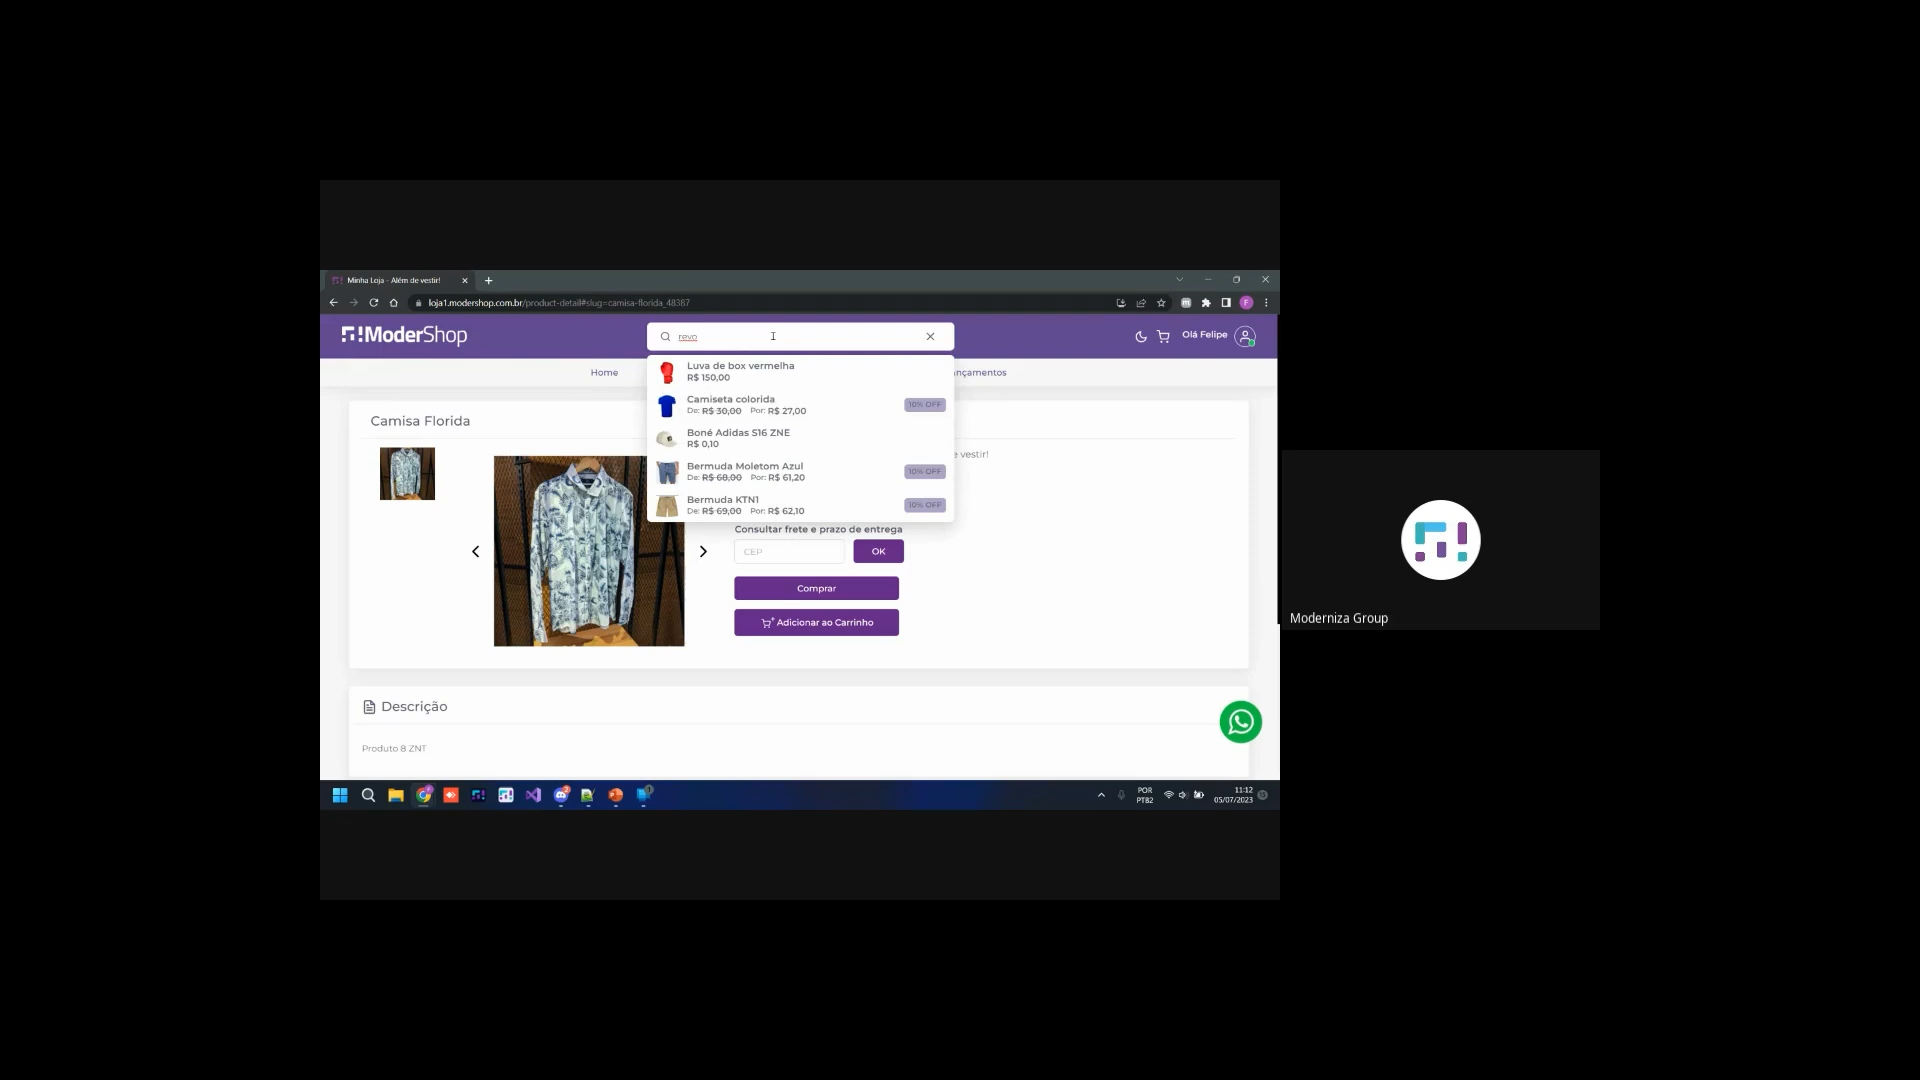 Minha Loja - Além de vestir!
loja1.modershop.com.br/product-detail#slug=camisa-florida_48387
ModerShop
revo
Olá Felipe
Home
ançamentos
Luva de box vermelha
R$ 150,00
Camiseta colorida
De: R$ 30,00 Por: R$ 27,00
10% OFF
Boné Adidas S16 ZNE
R$ 0,10
Bermuda Moletom Azul
De: R$ 68,00 Por: R$ 61,20
10% OFF
Bermuda KTN1
De: R$ 69,00 Por: R$ 62,10
10% OFF
Camisa Florida
e vestir!
Consultar frete e prazo de entrega
CEP
OK
Comprar
Adicionar ao Carrinho
Descrição
Produto 8 ZNT
POR
PTB2
11:12
05/07/2023
Moderniza Group